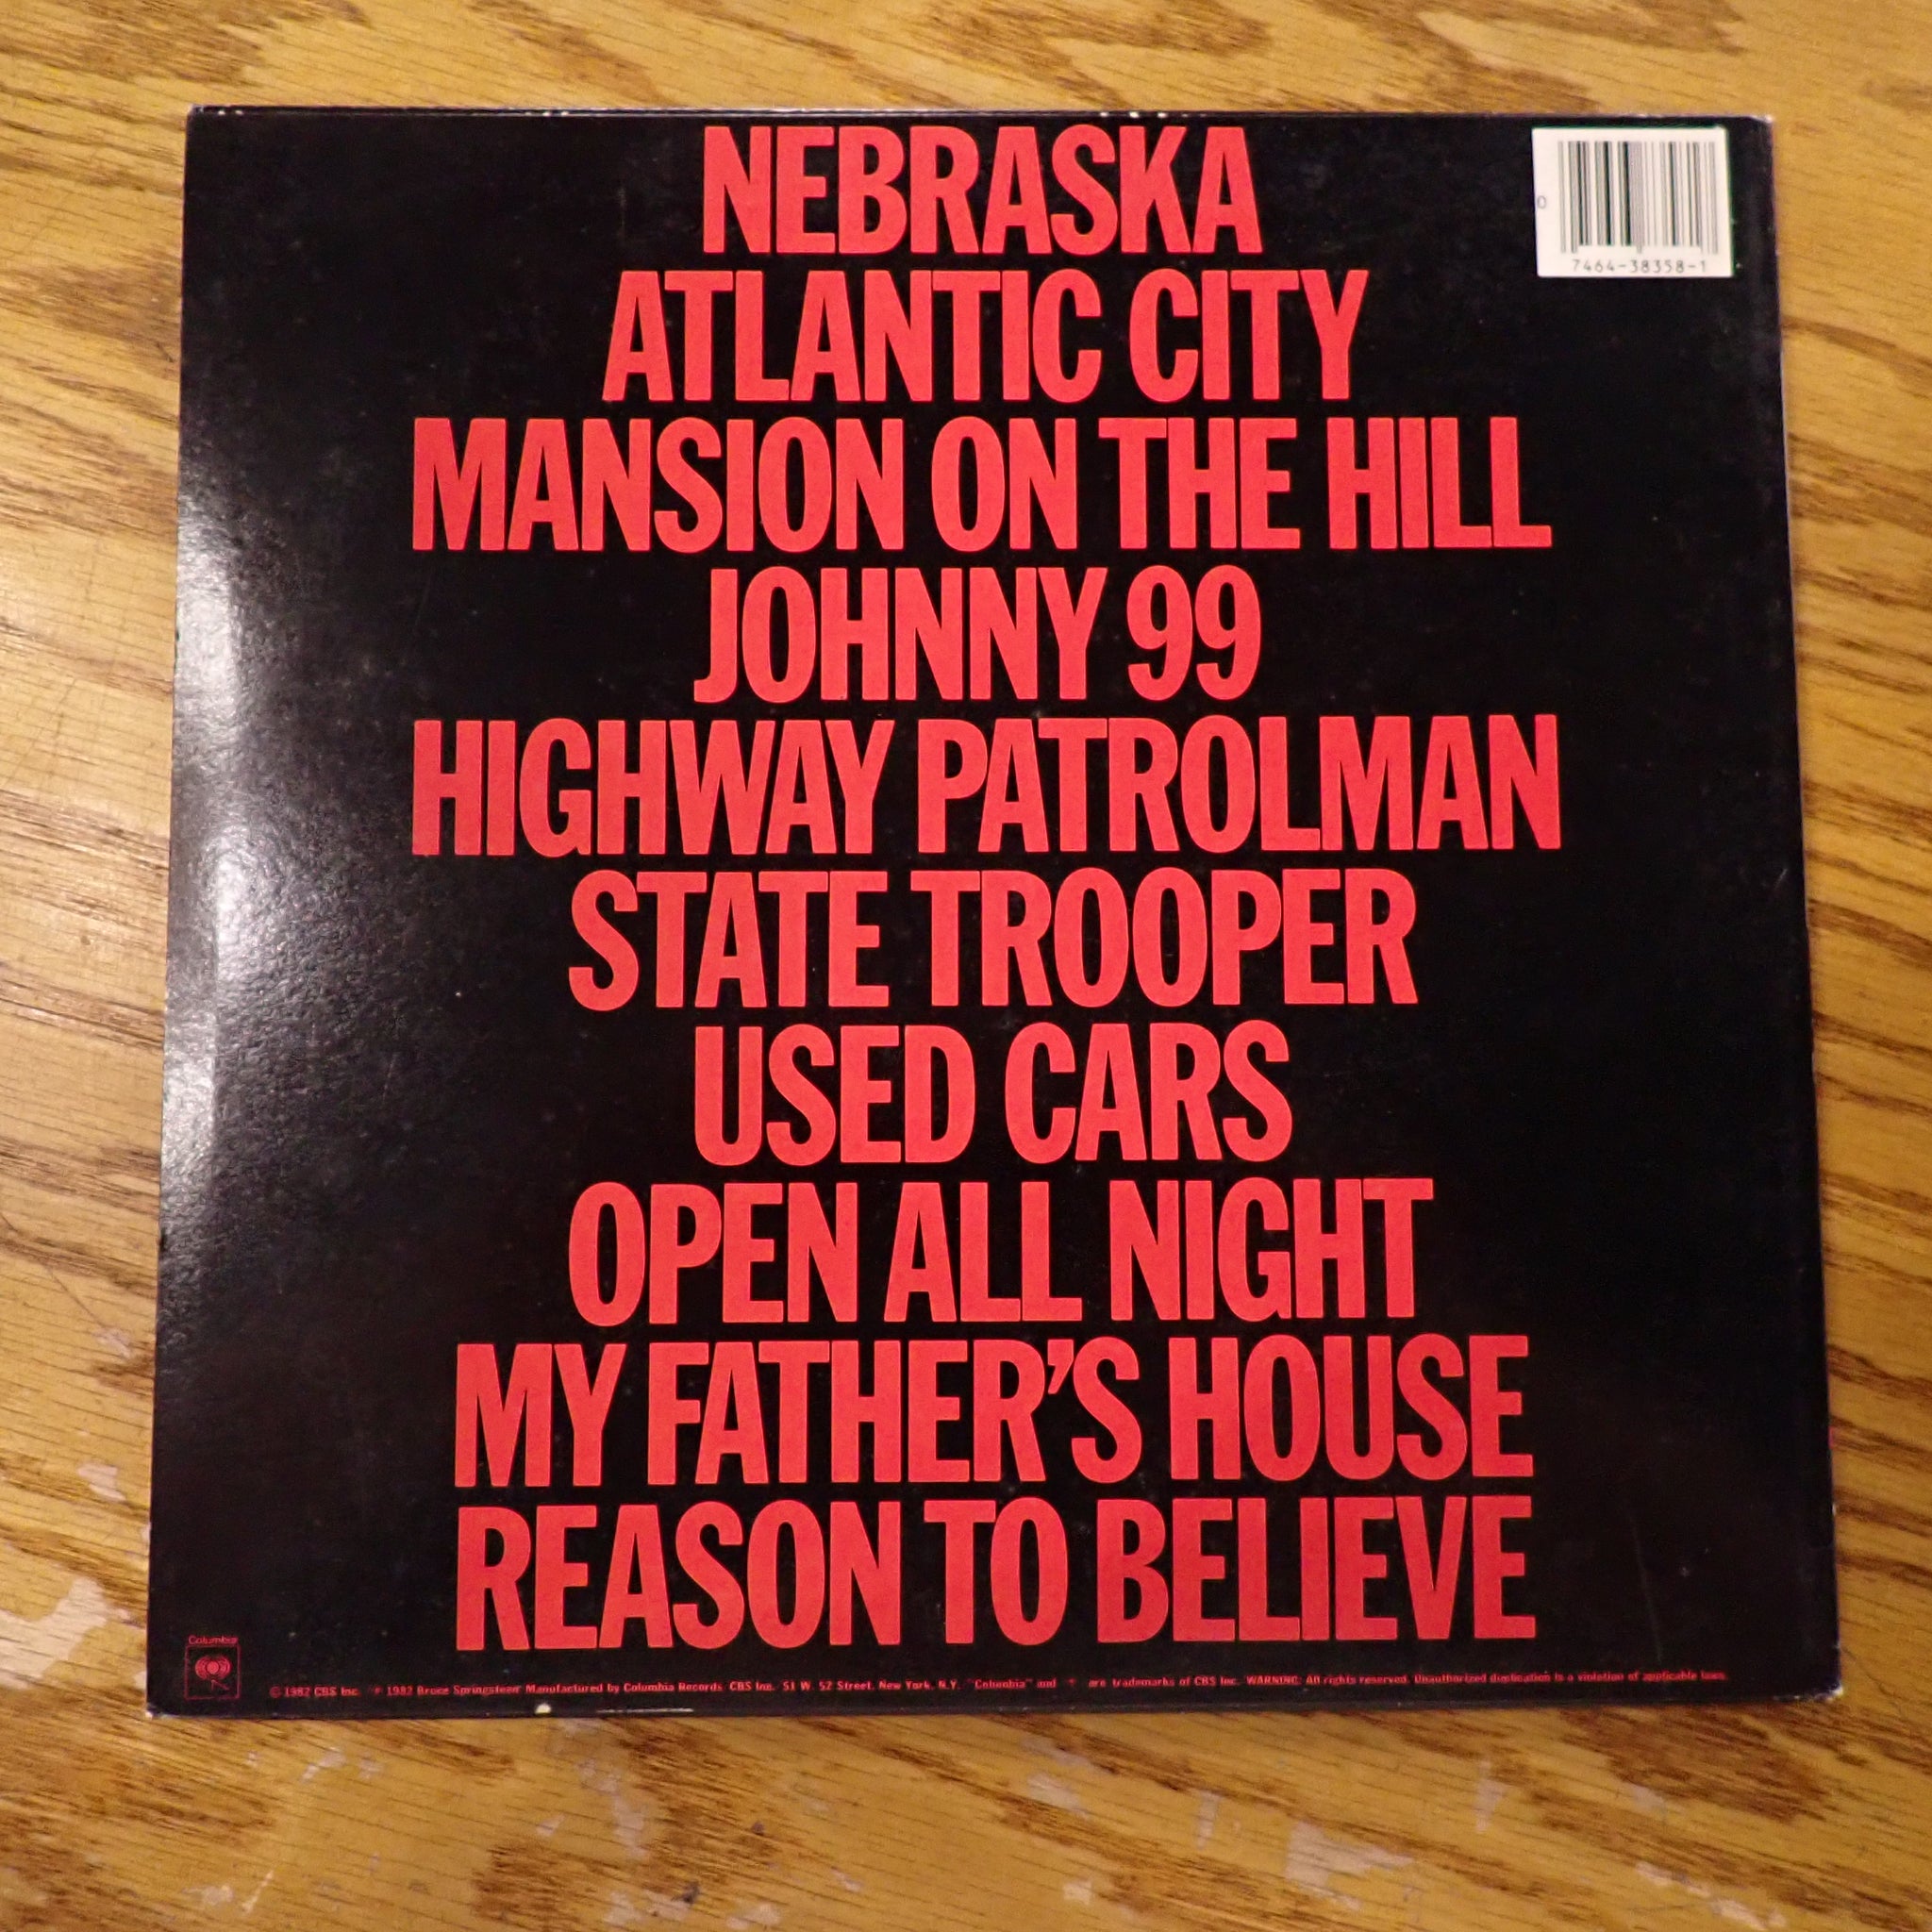 NEBRASKA
0
7464-38358-1
ATLANTIC CITY
MANSION ON THE HILL
JOHNNY 99
HIGHWAY PATROLMAN
STATE TROOPER
USED CARS
OPEN ALL NIGHT
MY FATHER'S HOUSE
REASON TO BELIEVE
Columbia
© 1982 CBS Inc. ℗ 1982 Bruce Springsteen Manufactured by Columbia Records CBS Inc. 51 W. 52 Street, New York, N.Y. "Columbia" and are trademarks of CBS Inc. WARNING: All rights reserved. Unauthorized duplication is a violation of applicable laws.